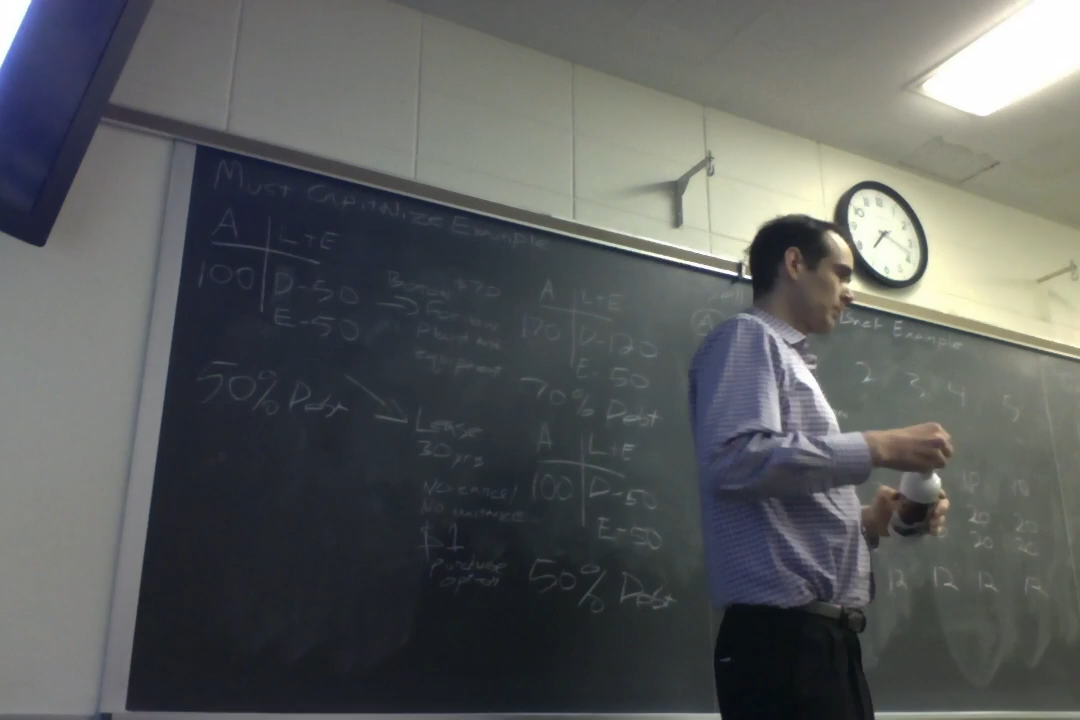 Must Capitalize Example
A L+E
100 D-50
E-50
50% Debt
Borrow $70
For new
Plant and
equipment
A L+E
170 D-120
E-50
70% Debt
Lease
30 yrs
No cancel
$1
Purchase
option
A L+E
100 D-50
E-50
50% Debt
A
Example
2 3 4 5
10 10
20 20
20 20
12 12 12 12
10
12
2